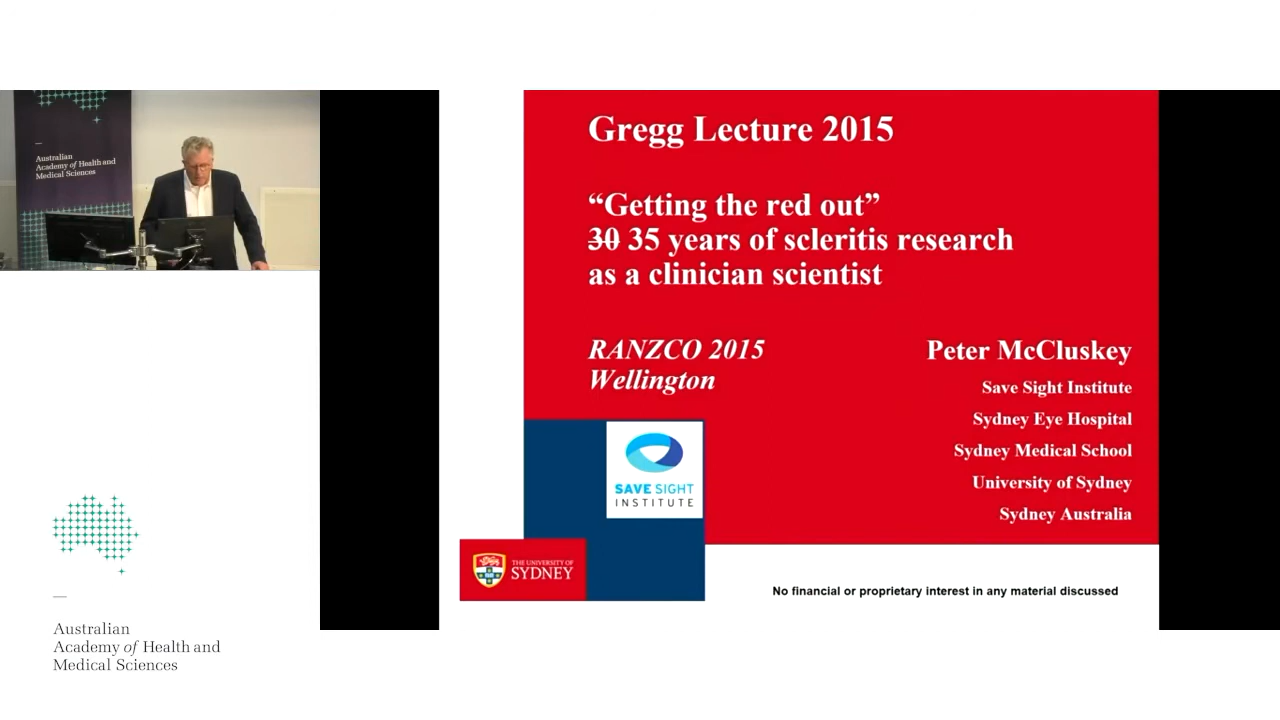 Australian
Academy of Health and
Medical Sciences
Gregg Lecture 2015
“Getting the red out”
30 35 years of scleritis research
as a clinician scientist
RANZCO 2015
Wellington
Peter McCluskey
Save Sight Institute
Sydney Eye Hospital
Sydney Medical School
University of Sydney
Sydney Australia
SAVE SIGHT
INSTITUTE
THE UNIVERSITY OF
SYDNEY
No financial or proprietary interest in any material discussed
Australian
Academy of Health and
Medical Sciences